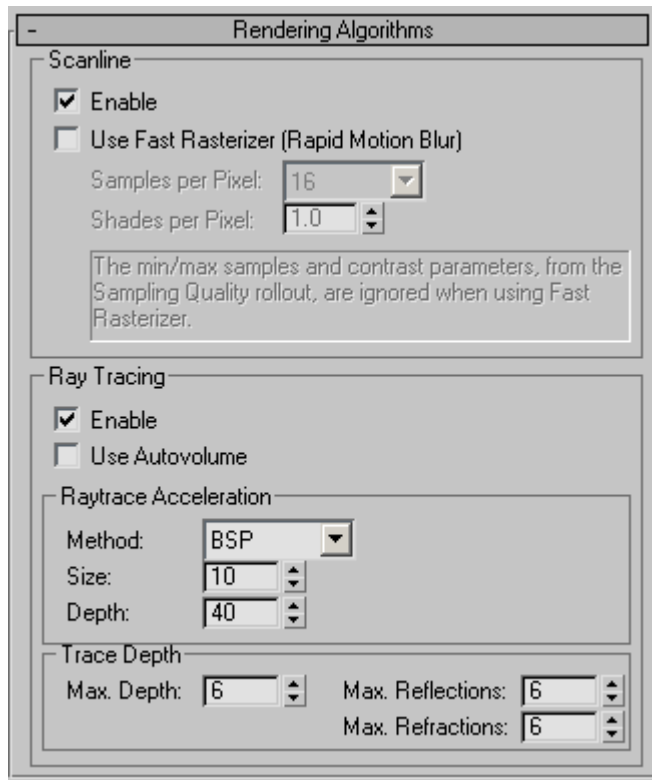 - Rendering Algorithms
Scanline
Enable
Use Fast Rasterizer (Rapid Motion Blur)
Samples per Pixel: 16
Shades per Pixel: 1.0
The min/max samples and contrast parameters, from the
Sampling Quality rollout, are ignored when using Fast
Rasterizer.
Ray Tracing
Enable
Use Autovolume
Raytrace Acceleration
Method: BSP
Size: 10
Depth: 40
Trace Depth
Max. Depth: 6 Max. Reflections: 6
Max. Refractions: 6